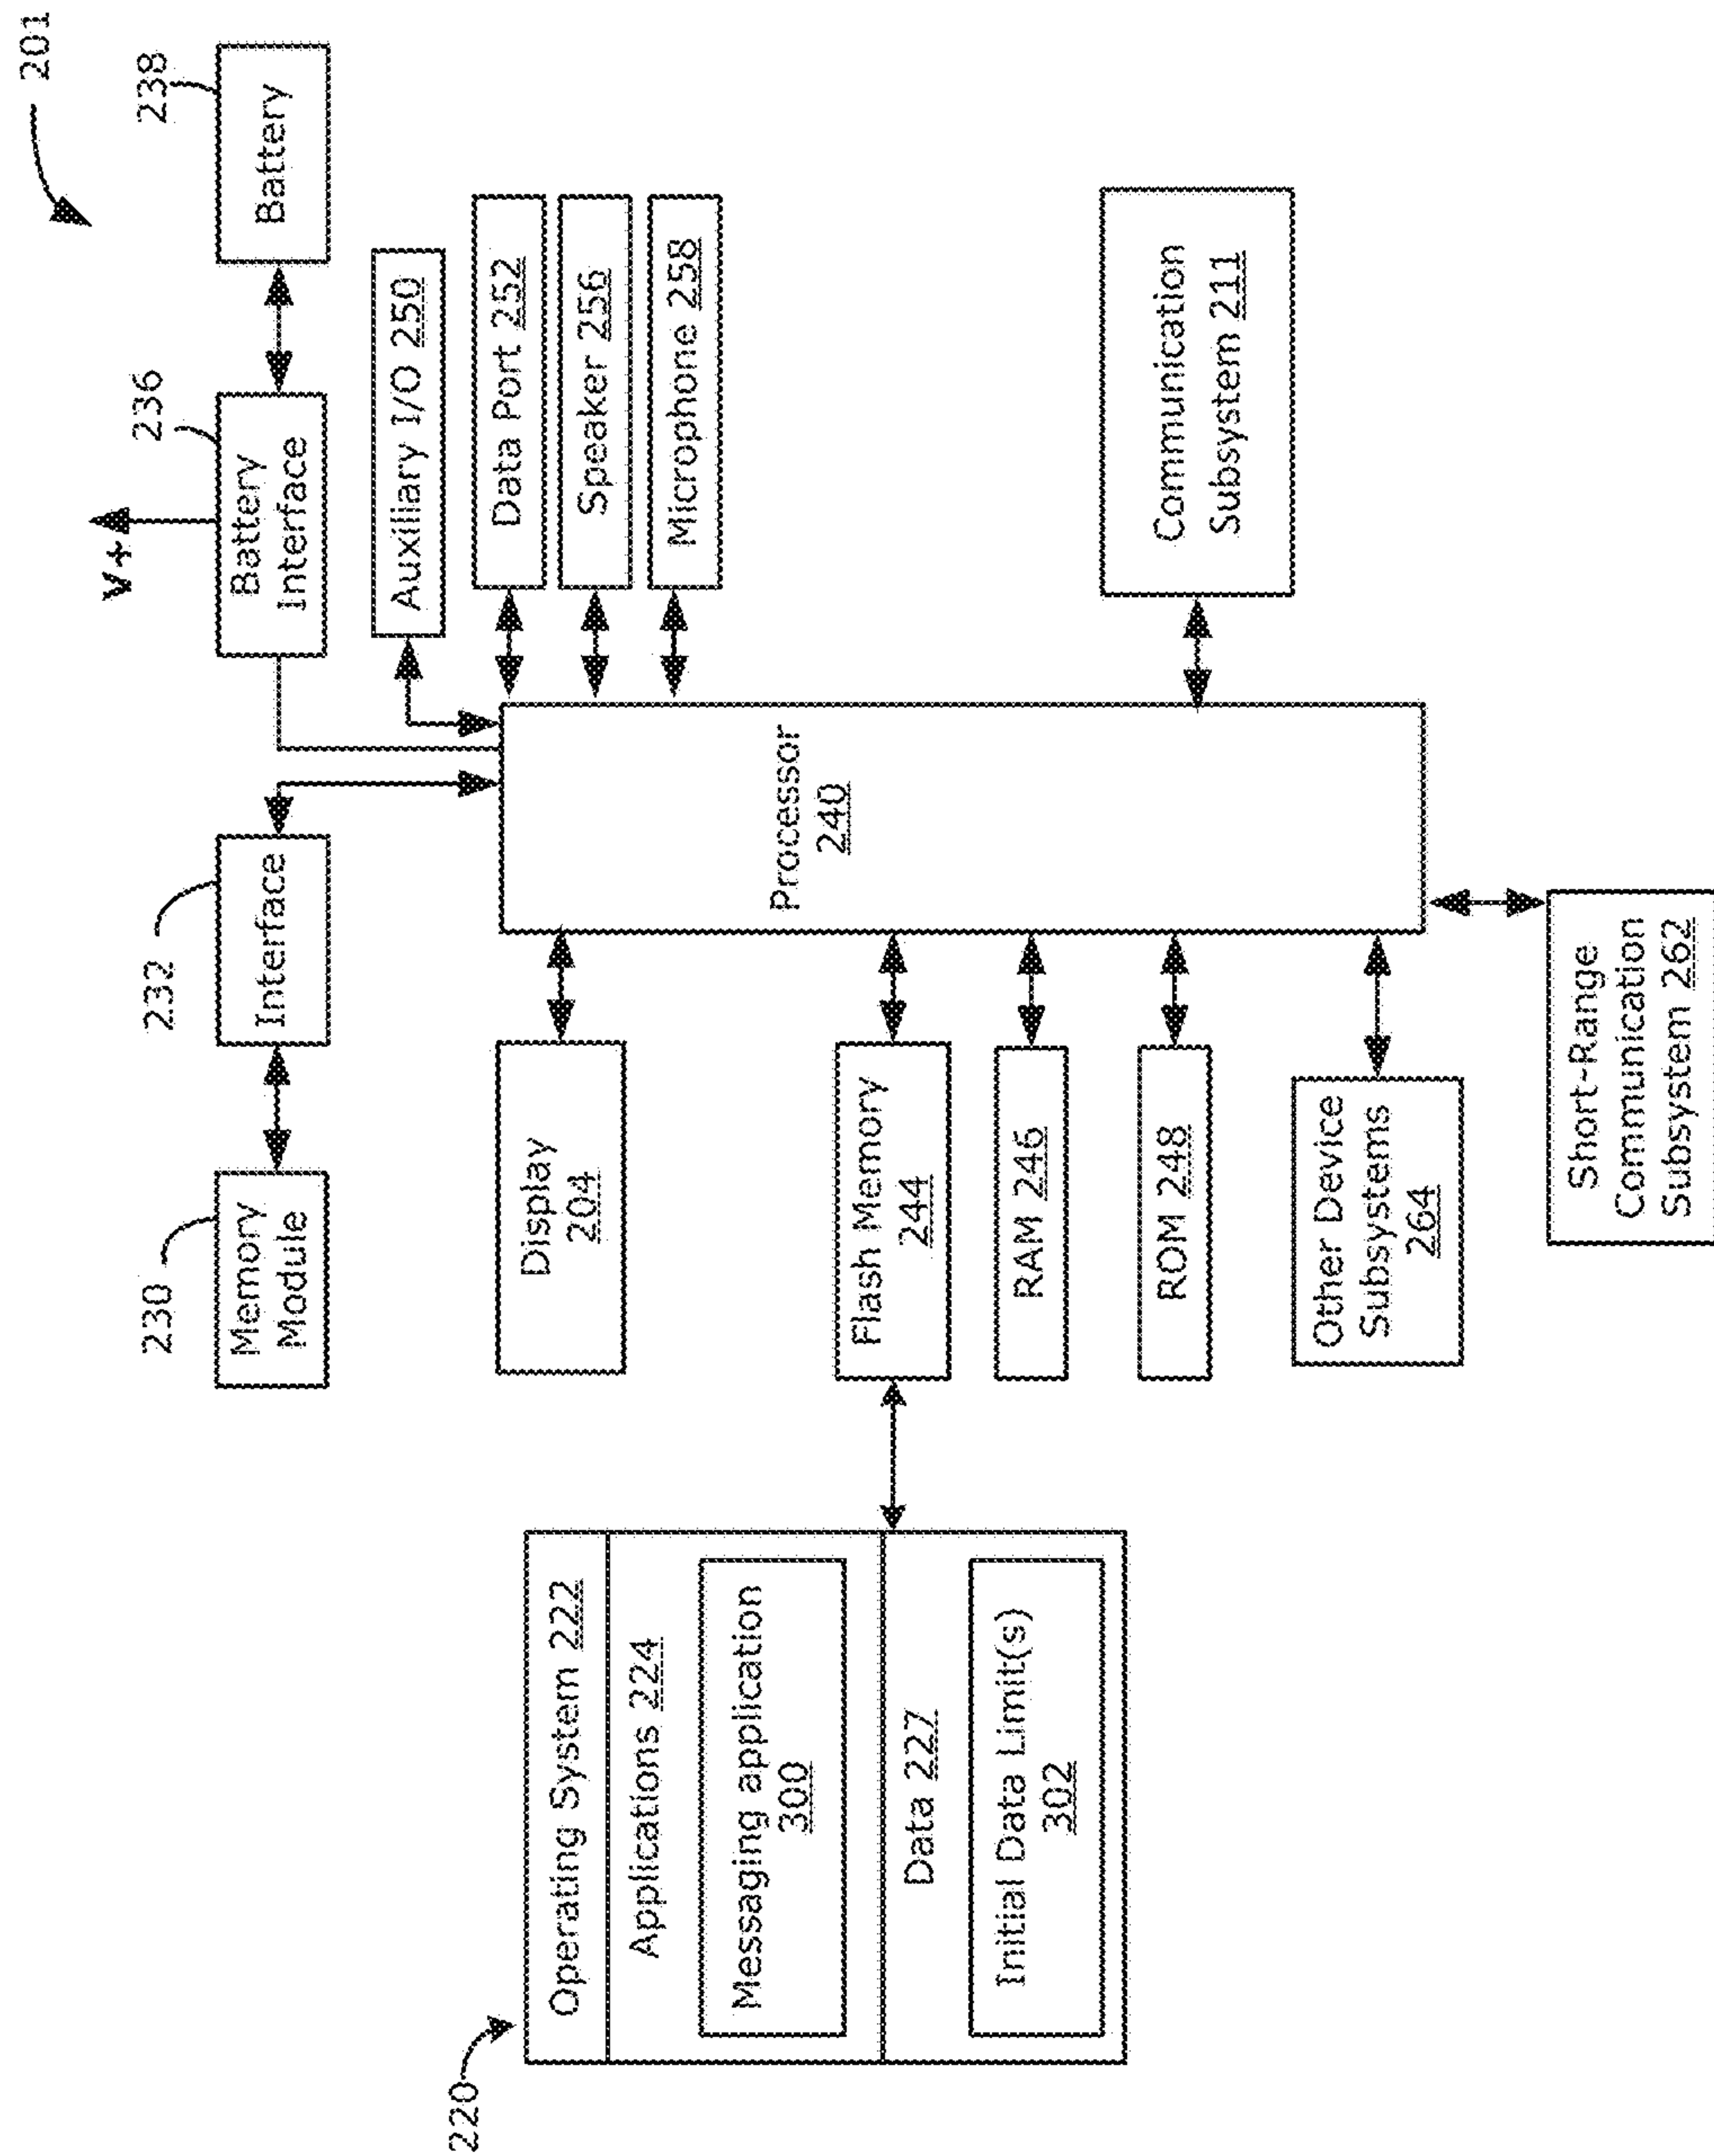 201
230
232
236
238
V+
Memory
Module
Interface
Battery
Interface
Battery
Auxiliary I/O 250
Display
204
Data Port 252
Speaker 256
Microphone 258
Processor
240
220
Operating System 222
Applications 224
Messaging application
300
Data 227
Initial Data Limit(s)
302
Flash Memory
244
RAM 246
ROM 248
Other Device
Subsystems
264
Communication
Subsystem 211
Short-Range
Communication
Subsystem 262